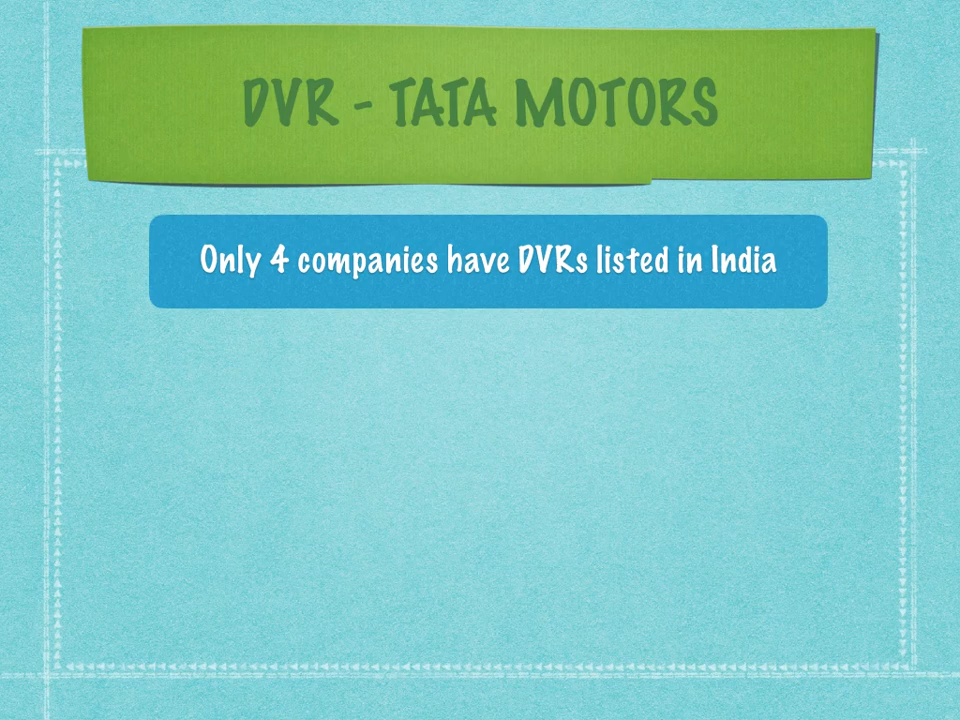 DVR - TATA MOTORS
Only 4 companies have DVRs listed in India